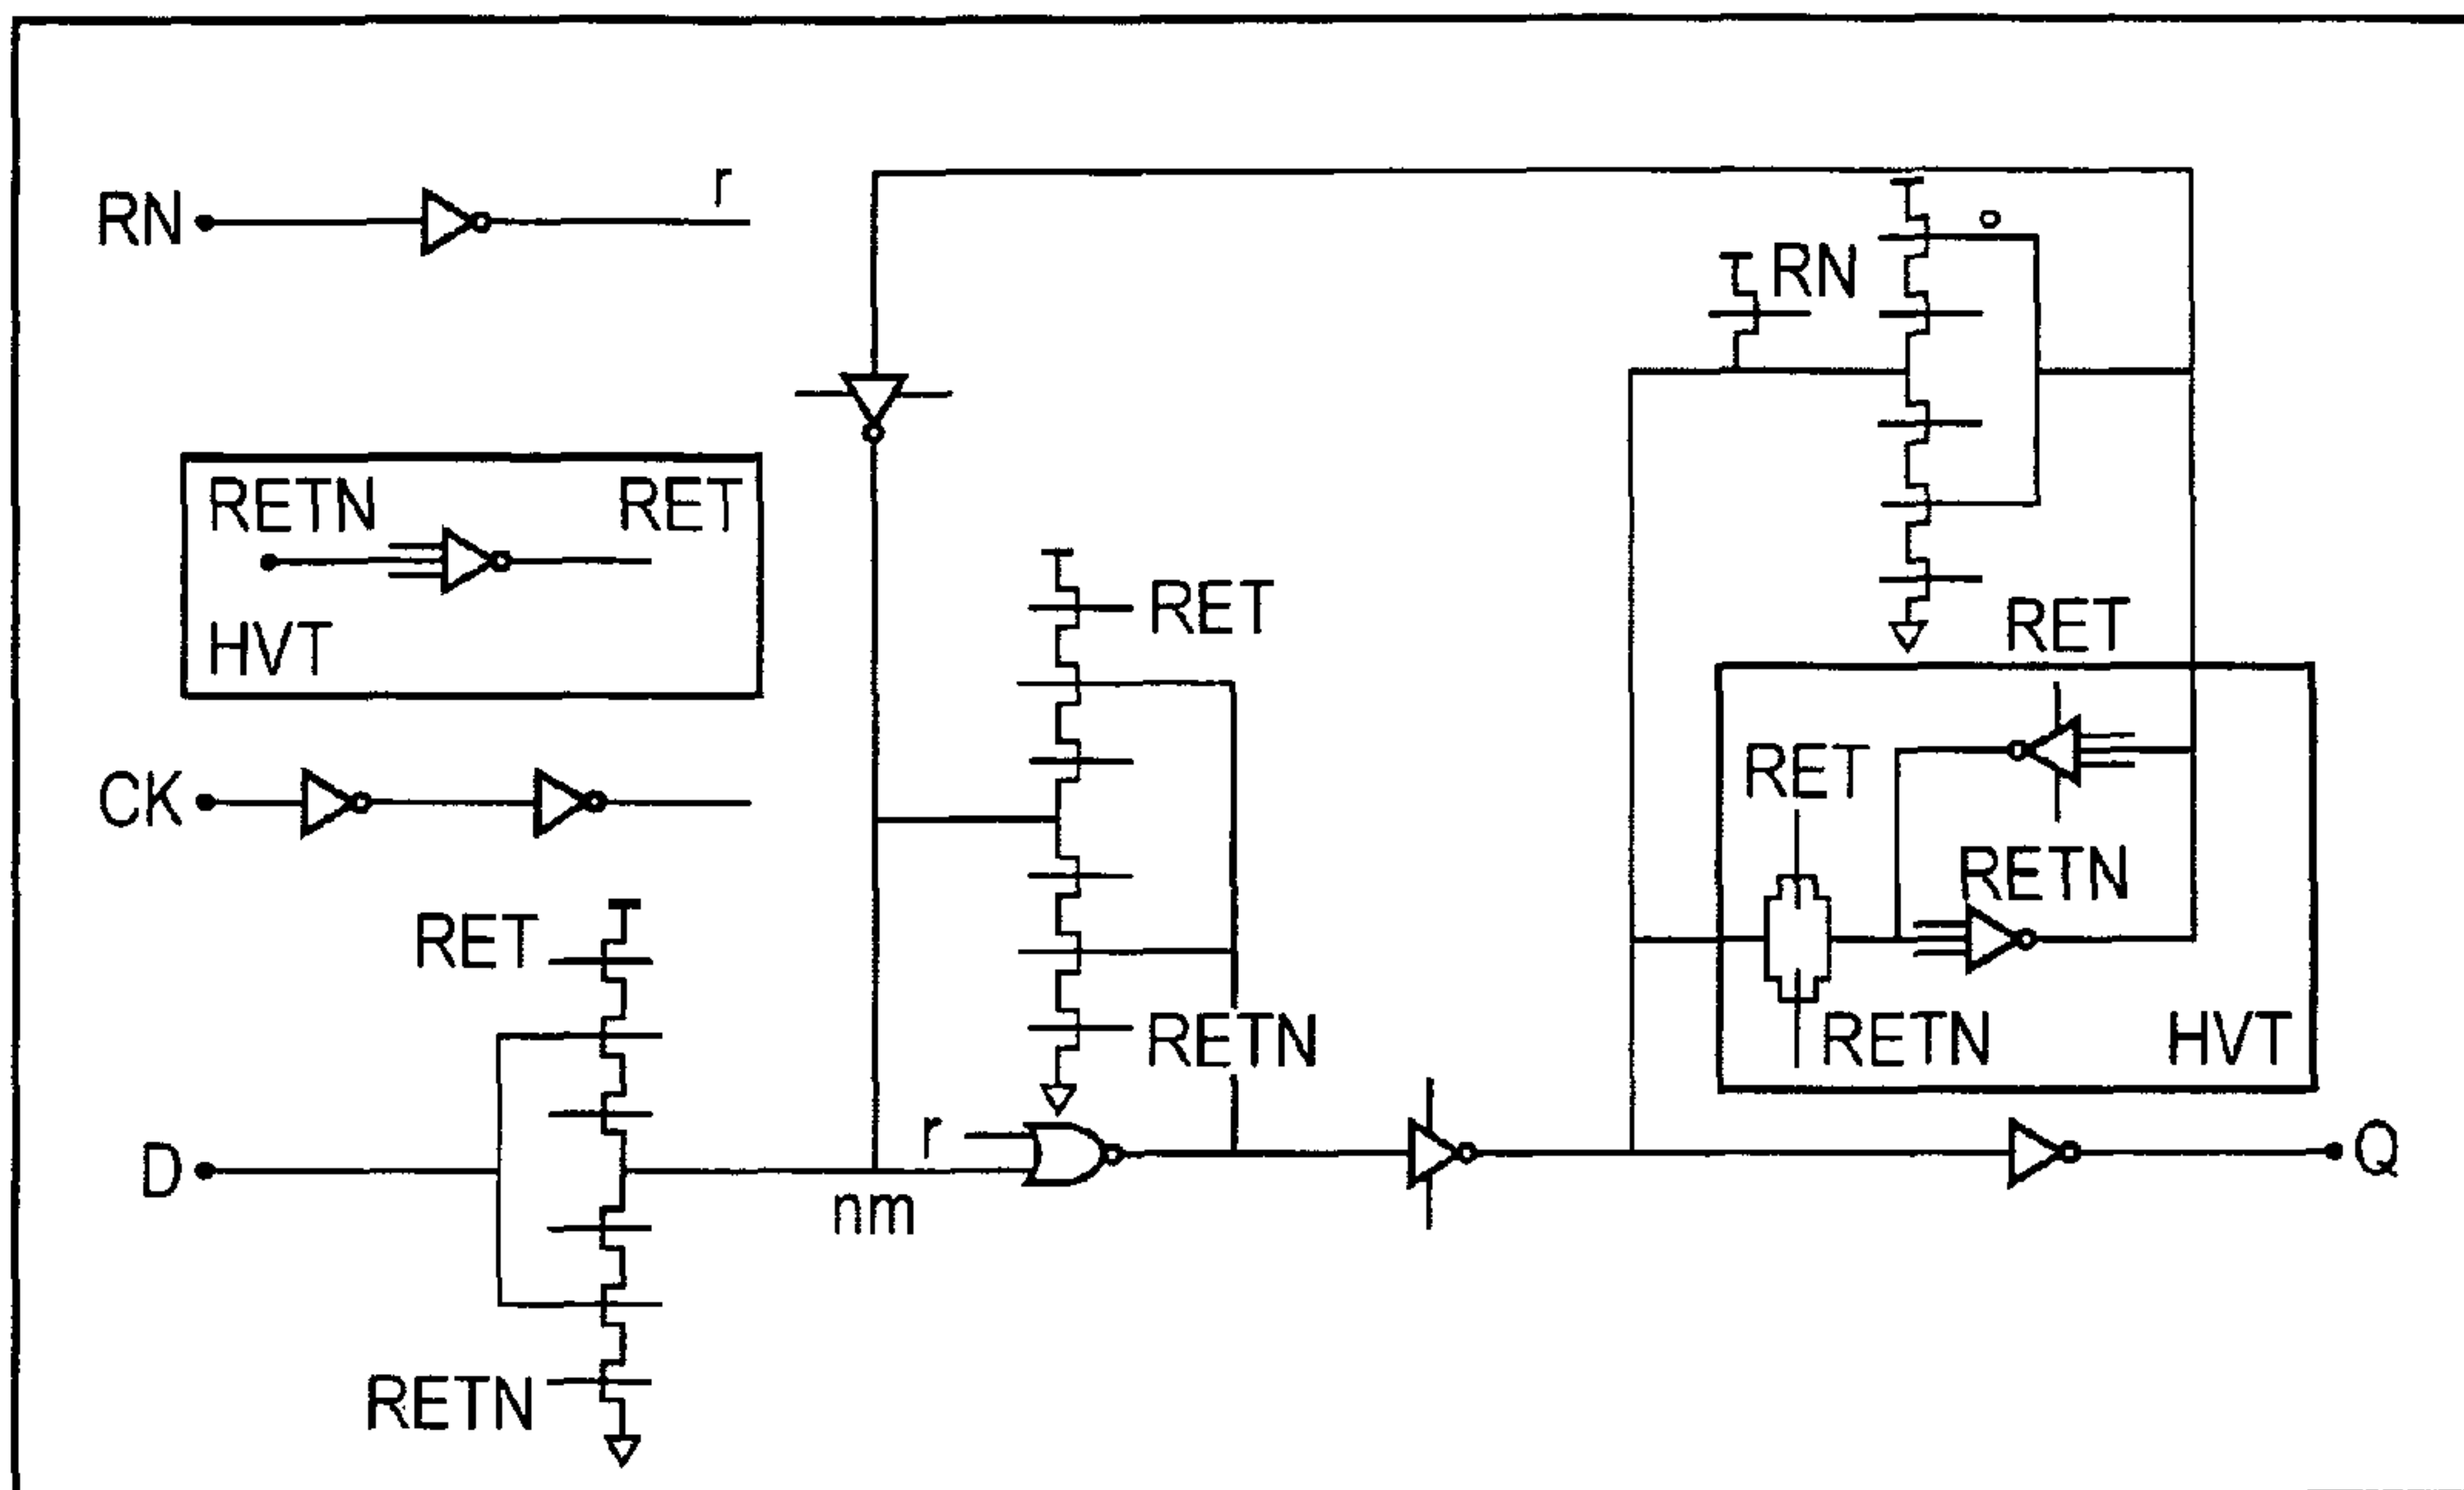 RN
r
RETN
RET
HVT
CK
RET
D
RETN
nm
r
RET
RETN
RN
RET
RET
RETN
RETN
HVT
Q